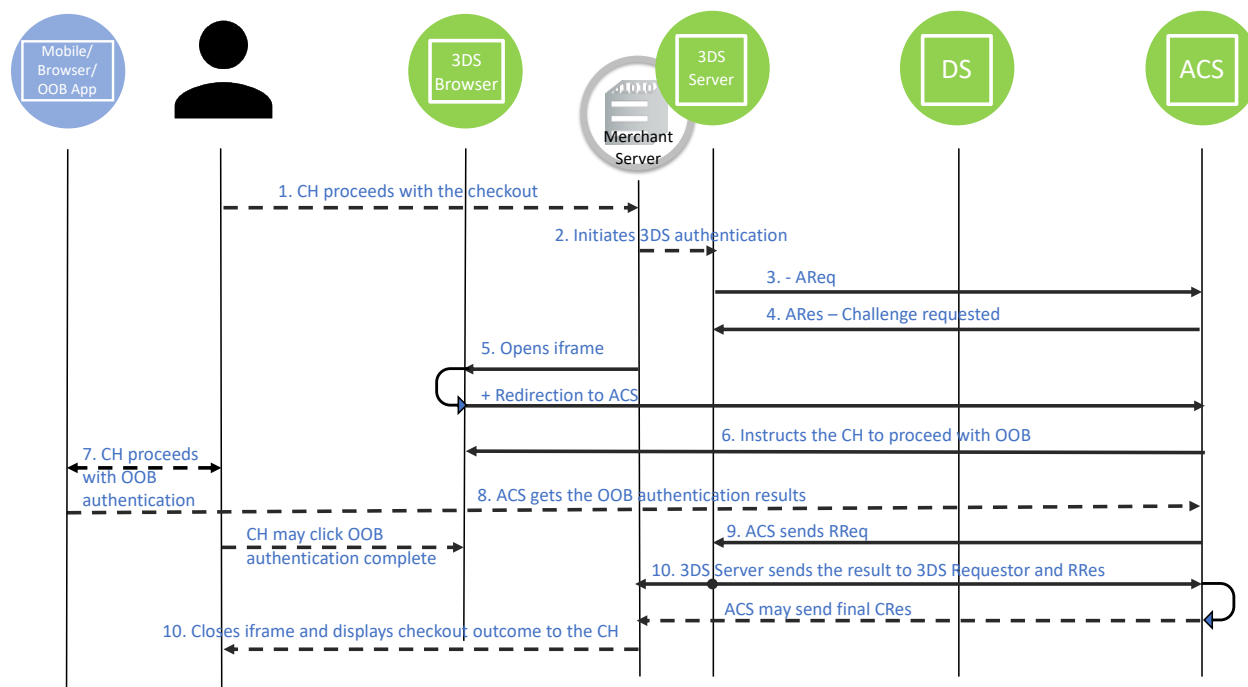 Mobile/
Browser/
OOB App
3DS
Browser
Merchant
Server
3DS
Server
DS
ACS
1. CH proceeds with the checkout
2. Initiates 3DS authentication
3. - AReq
4. ARes – Challenge requested
5. Opens iframe
+ Redirection to ACS
6. Instructs the CH to proceed with OOB
7. CH proceeds
with OOB
authentication
8. ACS gets the OOB authentication results
CH may click OOB
authentication complete
9. ACS sends RReq
10. 3DS Server sends the result to 3DS Requestor and RRes
ACS may send final CRes
10. Closes iframe and displays checkout outcome to the CH